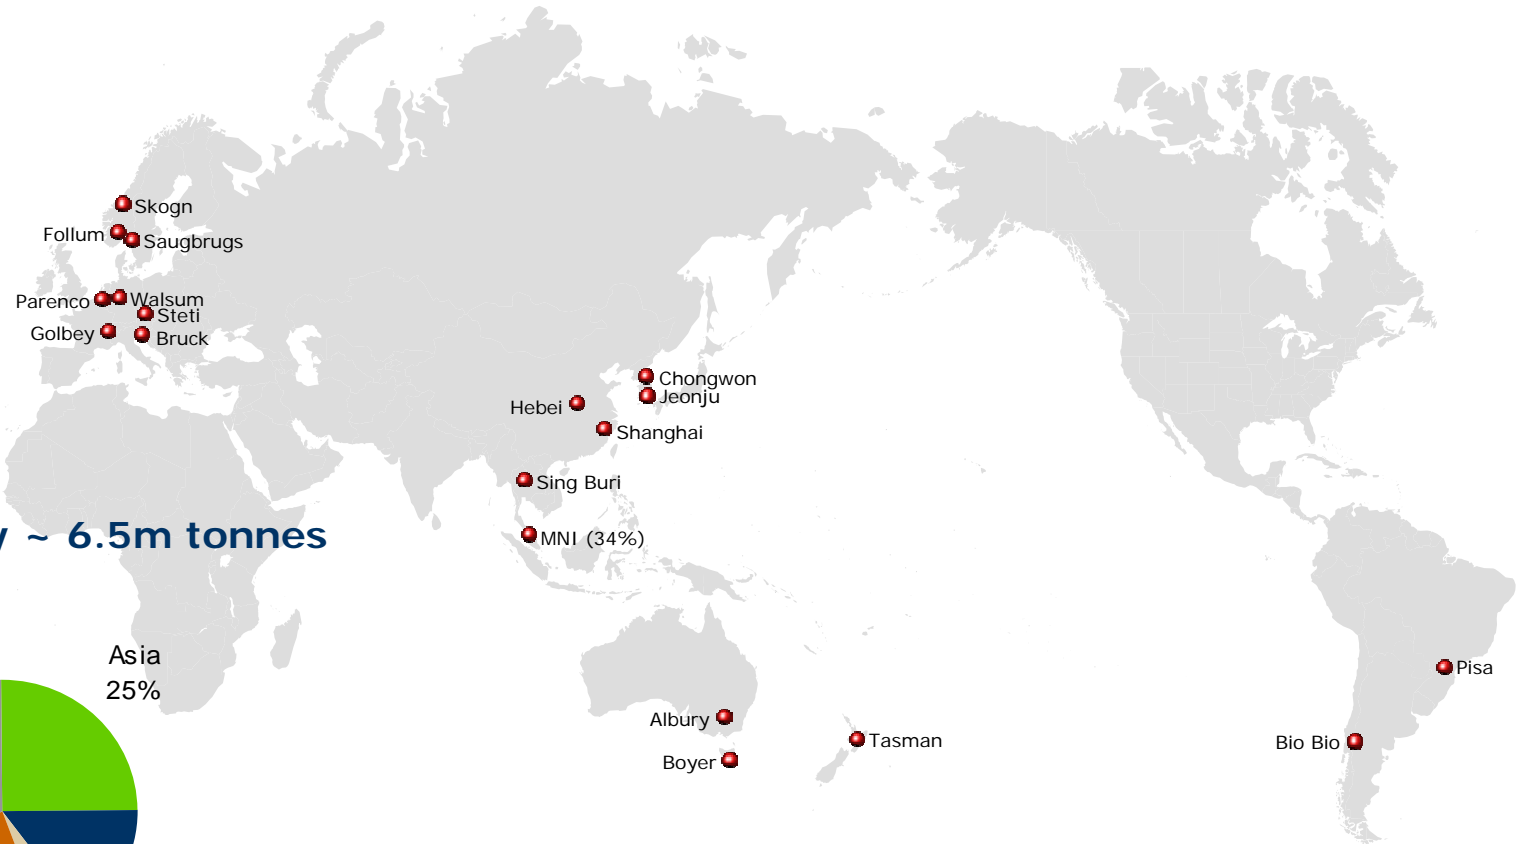 Skogn
Follum
Saugbrugs
Parenco
Walsum
Steti
Golbey
Bruck
Chongwon
Jeonju
Hebei
Shanghai
Sing Buri
~ 6.5m tonnes
MNI (34%)
Asia
25%
Pisa
Albury
Tasman
Bio Bio
Boyer